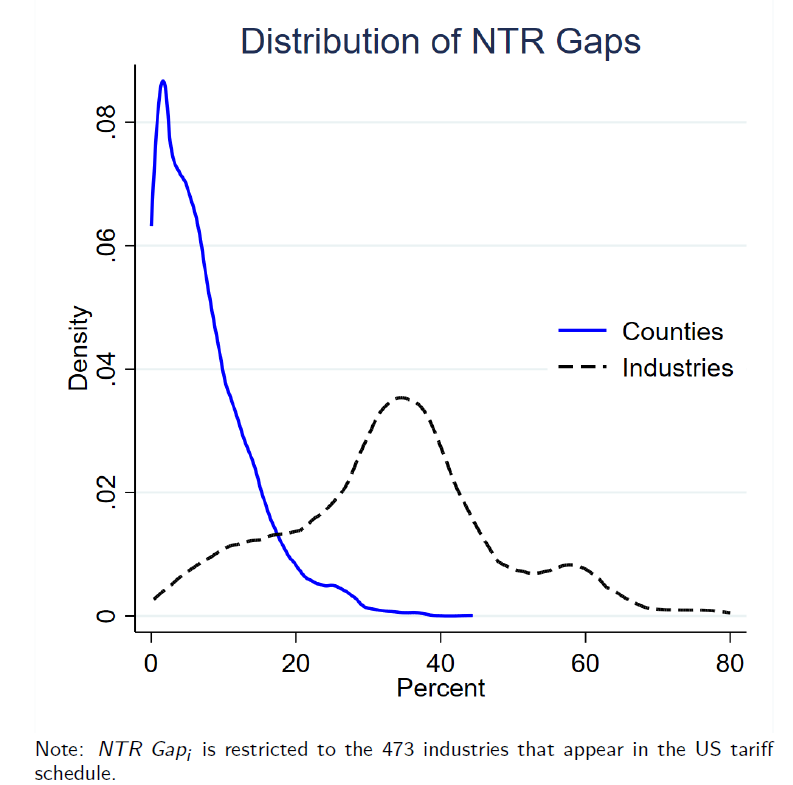 Distribution of NTR Gaps
.08
.06
.04
.02
0
Density
Counties
Industries
0 20 40 60 80
Percent
Note: NTR Gapi is restricted to the 473 industries that appear in the US tariff
schedule.